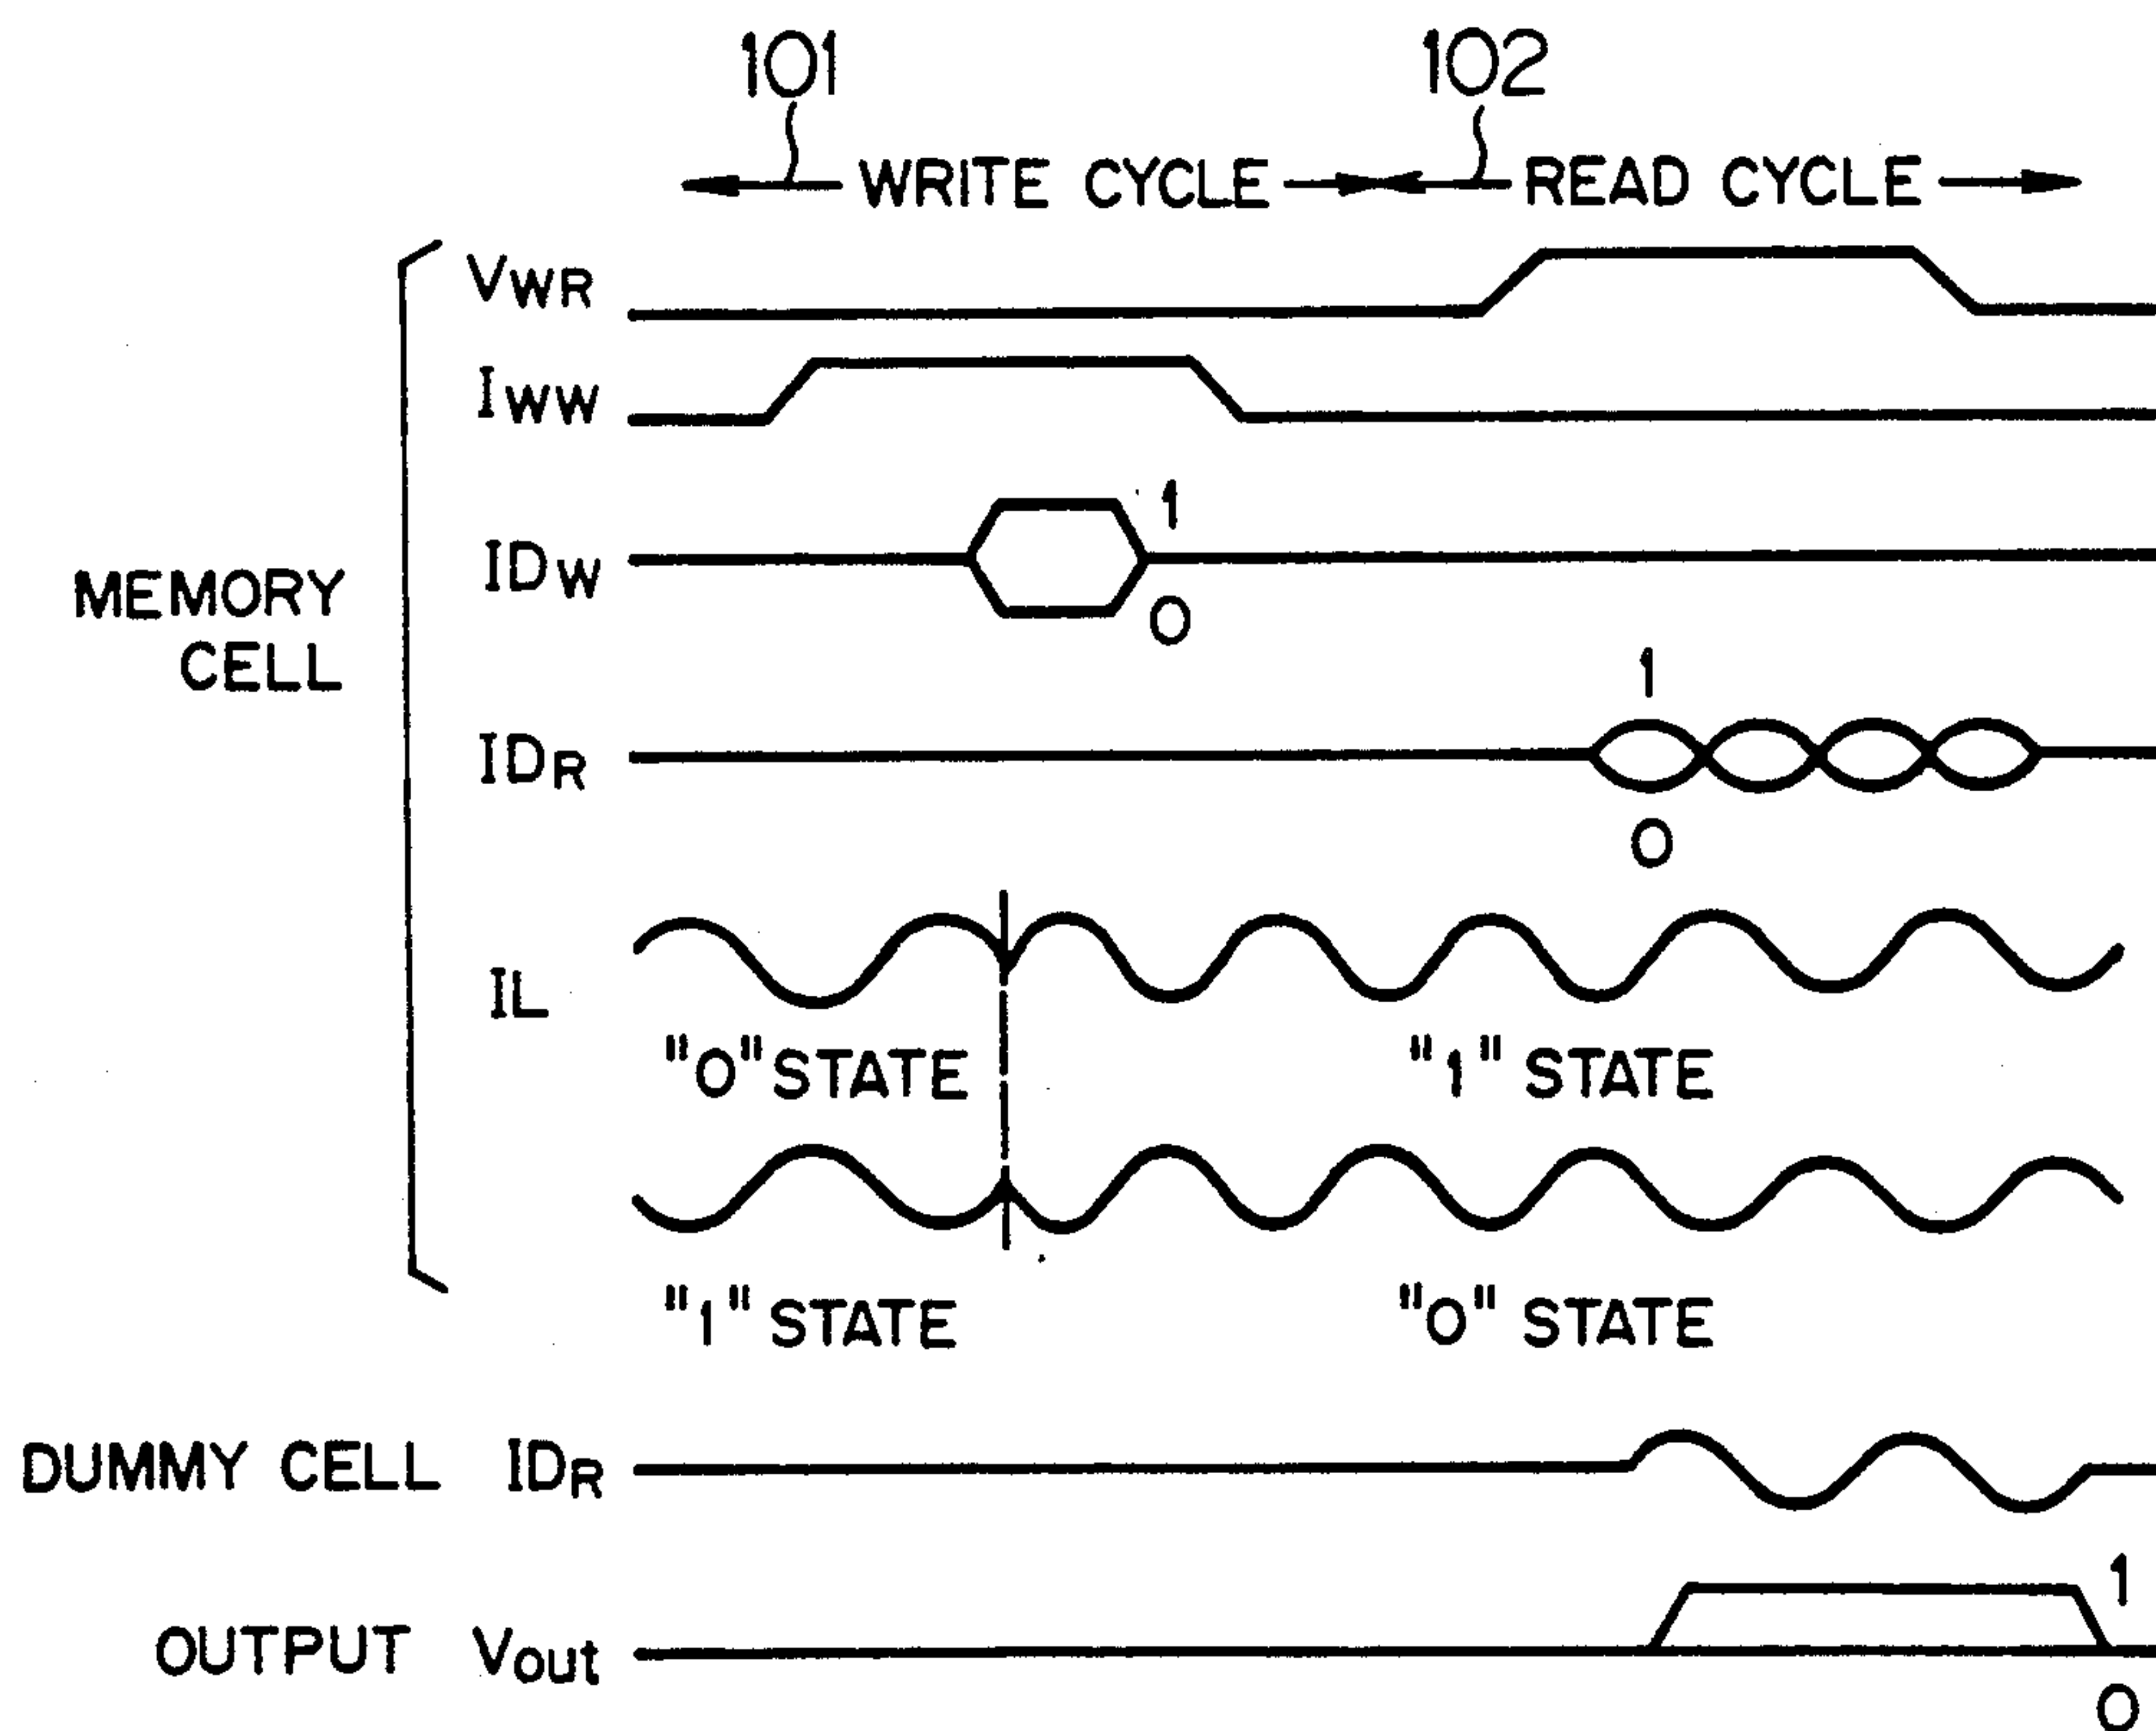 101 102
WRITE CYCLE READ CYCLE
VWR
IWW
IDW 1
0
MEMORY
CELL
1
IDR
0
IL
"0" STATE "1" STATE
"1" STATE "0" STATE
DUMMY CELL IDR
1
OUTPUT Vout
0